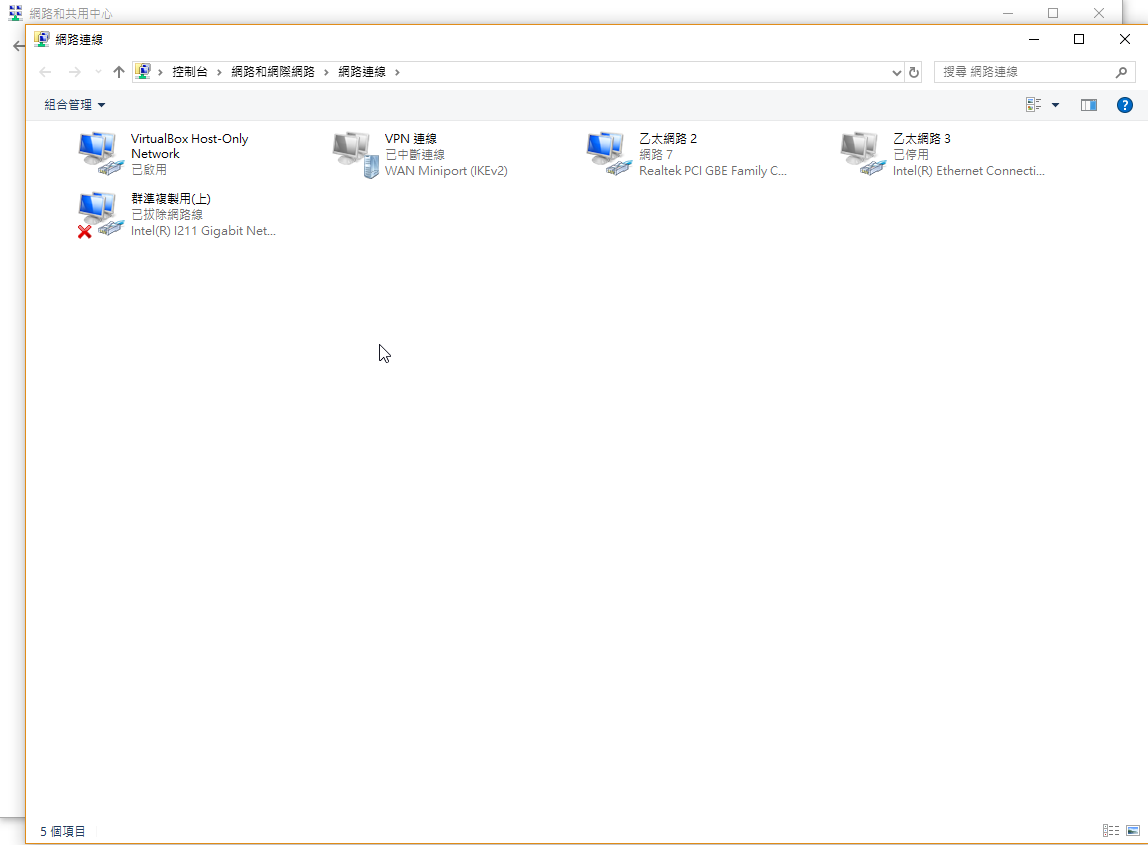 網路和共用中心
網路連線
控制台 網路和網際網路 網路連線
搜尋 網路連線
組合管理
VirtualBox Host-Only
Network
已啟用
VPN 連線
已中斷連線
WAN Miniport (IKEv2)
乙太網路 2
網路 7
Realtek PCI GBE Family C...
乙太網路 3
已停用
Intel(R) Ethernet Connecti...
群準複製用(上)
已拔除網路線
Intel(R) I211 Gigabit Net...
5 個項目